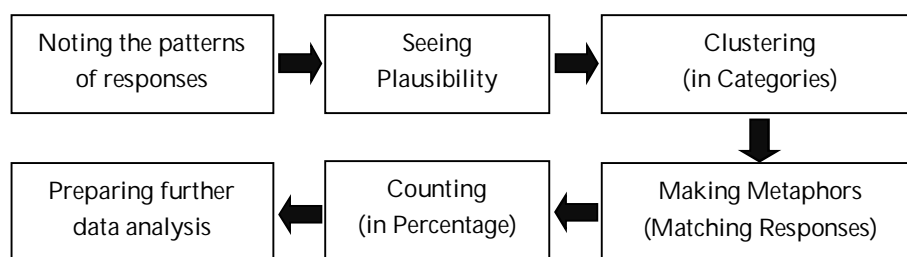 Noting the patterns
of responses
Seeing
Plausibility
Clustering
(in Categories)
Making Metaphors
(Matching Responses)
Counting
(in Percentage)
Preparing further
data analysis